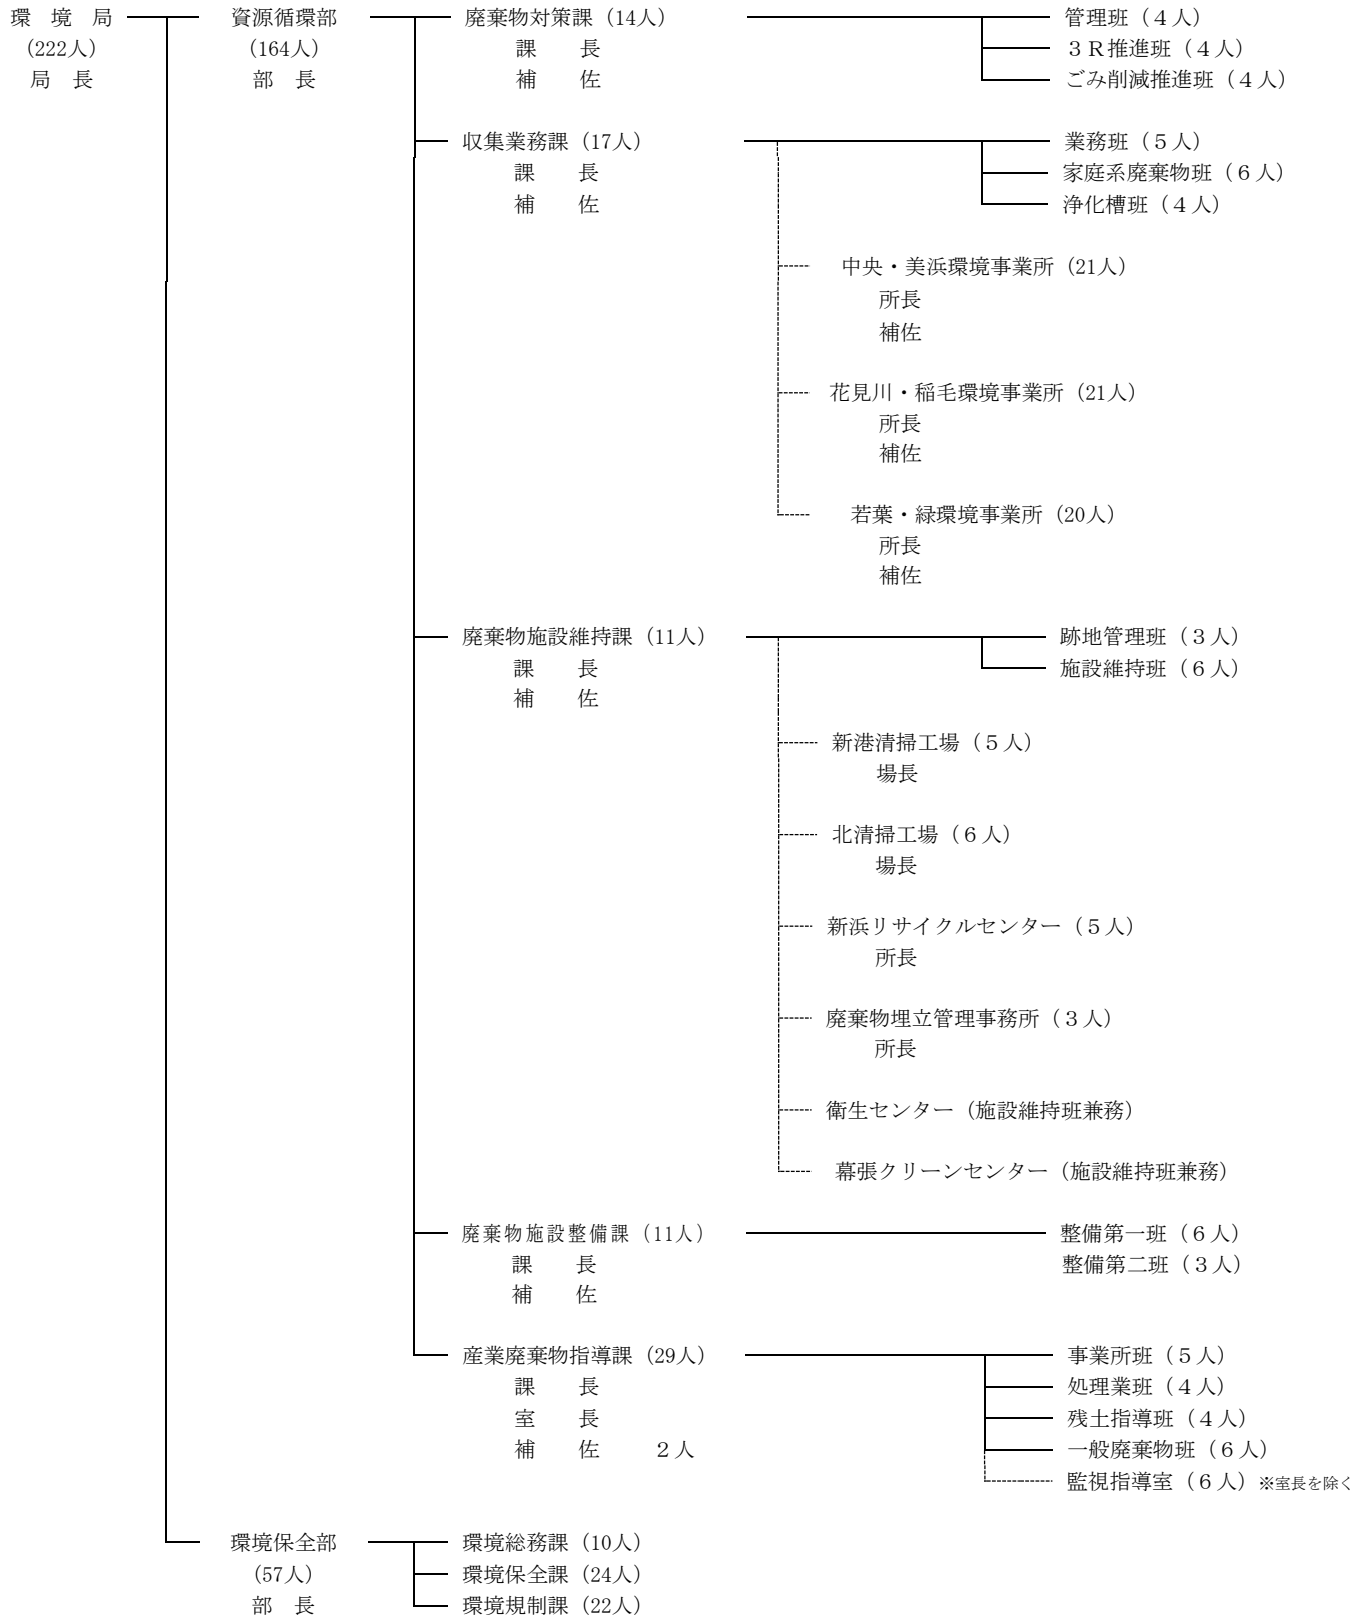 環　境　局　資源循環部　廃棄物対策課（14人）　管理班（４人）
（222人）　（164人）　課　　長　３Ｒ推進班（４人）
局　長　部　長　補　　佐　ごみ削減推進班（４人）
収集業務課（17人）　業務班（５人）
課　　長　家庭系廃棄物班（６人）
補　　佐　浄化槽班（４人）
中央・美浜環境事業所（21人）
所長
補佐
花見川・稲毛環境事業所（21人）
所長
補佐
若葉・緑環境事業所（20人）
所長
補佐
廃棄物施設維持課（11人）　跡地管理班（３人）
課　　長　施設維持班（６人）
補　　佐
新港清掃工場（５人）
場長
北清掃工場（６人）
場長
新浜リサイクルセンター（５人）
所長
廃棄物埋立管理事務所（３人）
所長
衛生センター（施設維持班兼務）
幕張クリーンセンター（施設維持班兼務）
廃棄物施設整備課（11人）　整備第一班（６人）
課　　長　整備第二班（３人）
補　　佐
産業廃棄物指導課（29人）　事業所班（５人）
課　　長　処理業班（４人）
室　　長　残土指導班（４人）
補　　佐　　２人　一般廃棄物班（６人）
監視指導室（６人）※室長を除く
環境保全部　環境総務課（10人）
（57人）　環境保全課（24人）
部　長　環境規制課（22人）